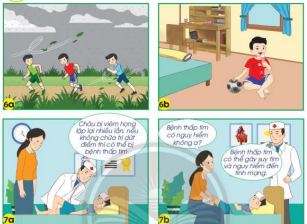 6a
6b
Cháu bị viêm họng
lặp lại nhiều lần, nếu
không chữa trị dứt
điểm thì có thể bị
bệnh thấp tim.
7a
Bệnh thấp tim
có nguy hiểm
không ạ?
Bệnh thấp tim
có thể gây suy tim
và nguy hiểm đến
tính mạng.
7b